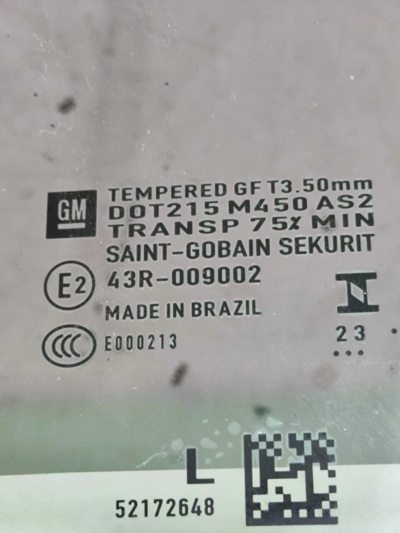 TEMPERED GF T3.50mm
GM DOT215 M450 AS2
TRANSP 75% MIN
SAINT-GOBAIN SEKURIT
E2 43R-009002
MADE IN BRAZIL
CCC E000213
23
L
52172648